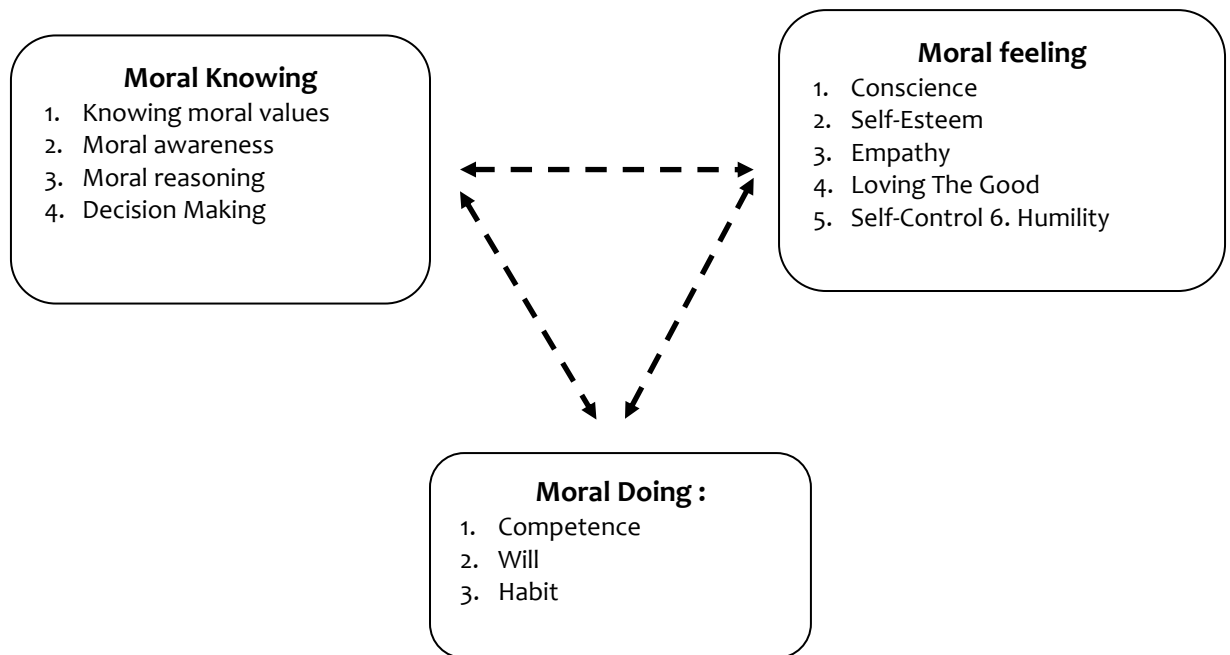 Moral Knowing
1. Knowing moral values
2. Moral awareness
3. Moral reasoning
4. Decision Making
Moral feeling
1. Conscience
2. Self-Esteem
3. Empathy
4. Loving The Good
5. Self-Control 6. Humility
Moral Doing :
1. Competence
2. Will
3. Habit